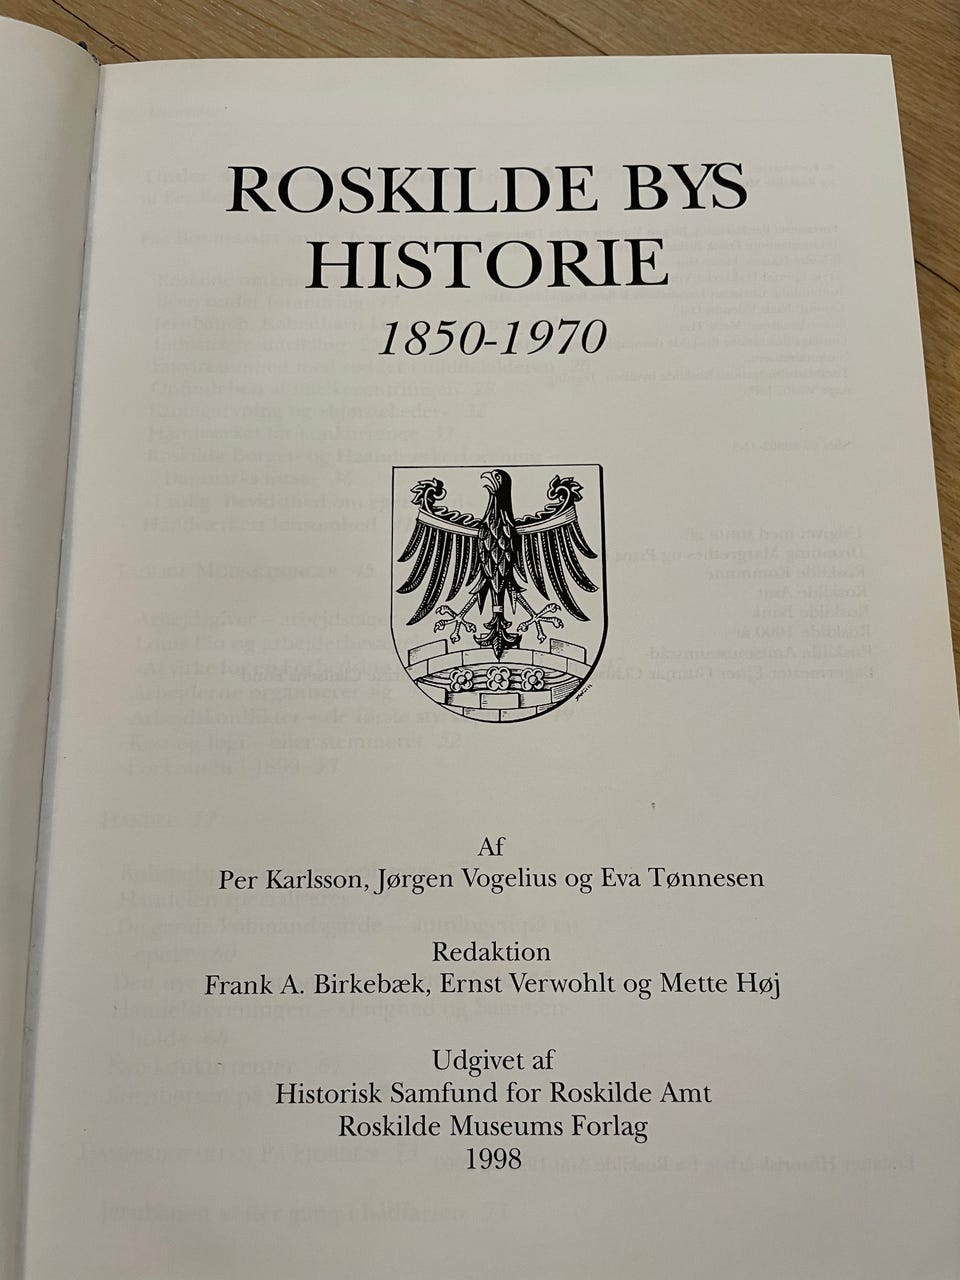 ROSKILDE BYS
HISTORIE
1850-1970
Af
Per Karlsson, Jørgen Vogelius og Eva Tønnesen
Redaktion
Frank A. Birkebæk, Ernst Verwohlt og Mette Høj
Udgivet af
Historisk Samfund for Roskilde Amt
Roskilde Museums Forlag
1998